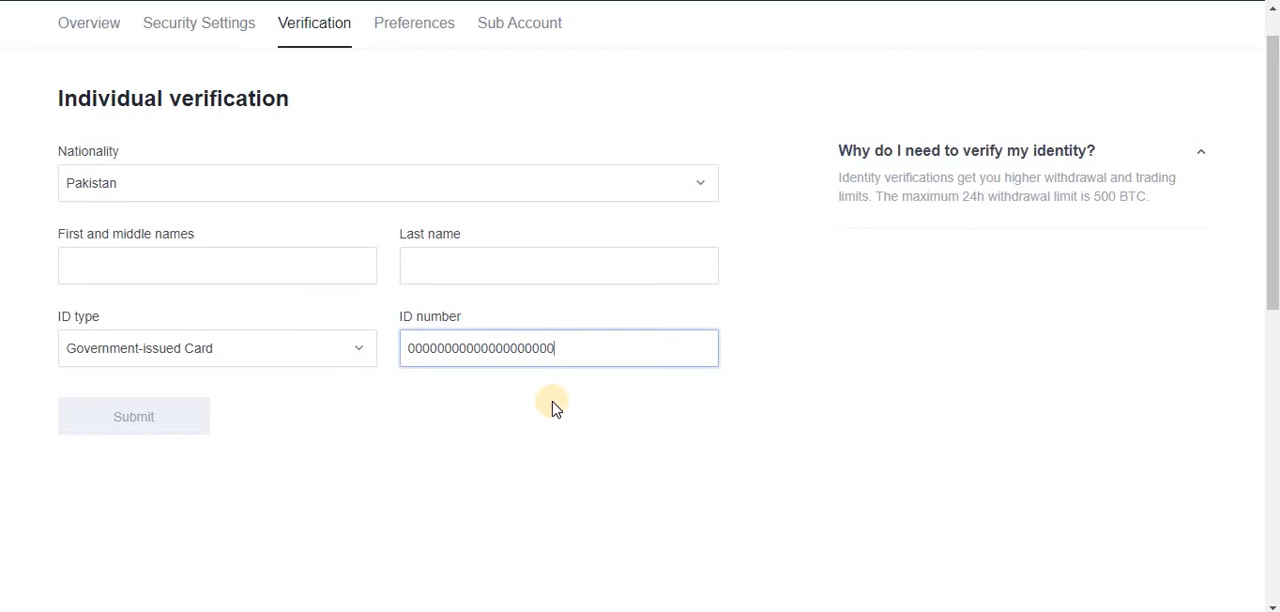 Overview Security Settings Verification Preferences Sub Account
Individual verification
Nationality
Pakistan
First and middle names Last name
ID type ID number
Government-issued Card 00000000000000000000
Submit
Why do I need to verify my identity?
Identity verifications get you higher withdrawal and trading
limits. The maximum 24h withdrawal limit is 500 BTC.